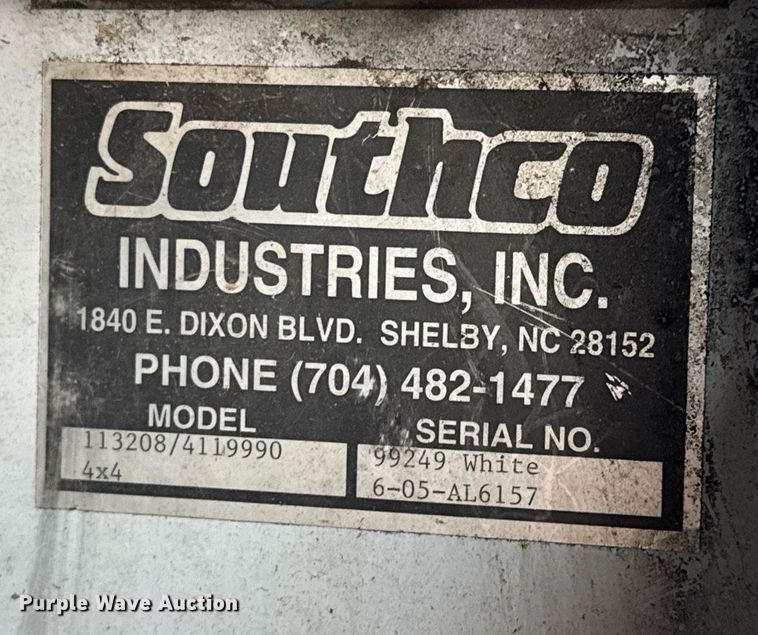 Southco
INDUSTRIES, INC.
1840 E. DIXON BLVD. SHELBY, NC 28152
PHONE (704) 482-1477
MODEL SERIAL NO.
113208/4119990 99249 White
4x4 6-05-AL6157
Purple Wave Auction